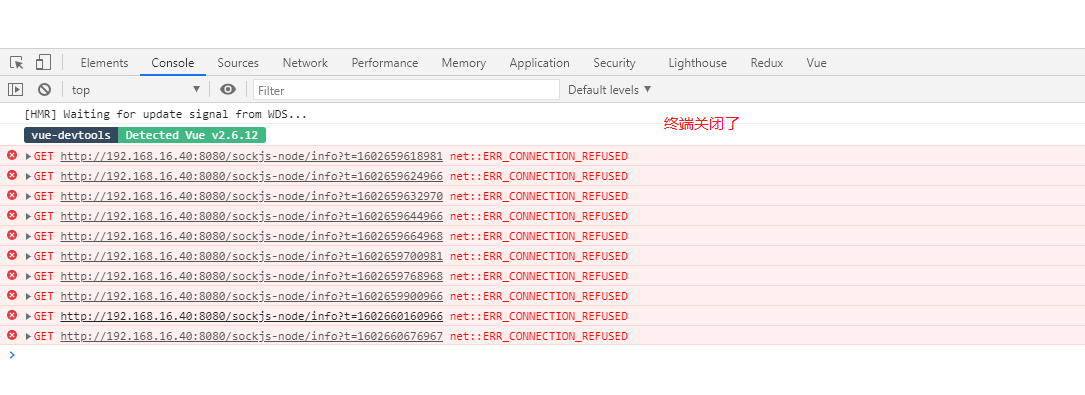 Elements Console Sources Network Performance Memory Application Security Lighthouse Redux Vue
top Filter Default levels
[HMR] Waiting for update signal from WDS...
终端关闭了
vue-devtools Detected Vue v2.6.12
GET http://192.168.16.40:8080/sockjs-node/info?t=1602659618981 net::ERR_CONNECTION_REFUSED
GET http://192.168.16.40:8080/sockjs-node/info?t=1602659624966 net::ERR_CONNECTION_REFUSED
GET http://192.168.16.40:8080/sockjs-node/info?t=1602659632970 net::ERR_CONNECTION_REFUSED
GET http://192.168.16.40:8080/sockjs-node/info?t=1602659644966 net::ERR_CONNECTION_REFUSED
GET http://192.168.16.40:8080/sockjs-node/info?t=1602659664968 net::ERR_CONNECTION_REFUSED
GET http://192.168.16.40:8080/sockjs-node/info?t=1602659700981 net::ERR_CONNECTION_REFUSED
GET http://192.168.16.40:8080/sockjs-node/info?t=1602659768968 net::ERR_CONNECTION_REFUSED
GET http://192.168.16.40:8080/sockjs-node/info?t=1602659900966 net::ERR_CONNECTION_REFUSED
GET http://192.168.16.40:8080/sockjs-node/info?t=1602660160966 net::ERR_CONNECTION_REFUSED
GET http://192.168.16.40:8080/sockjs-node/info?t=1602660676967 net::ERR_CONNECTION_REFUSED